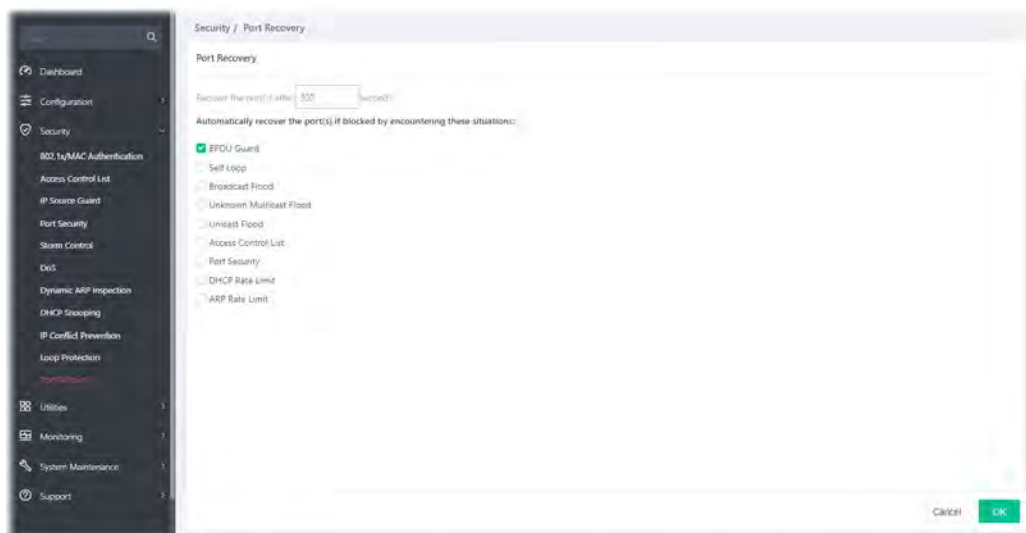 Security / Port Recovery
Dashboard
Configuration
Security
802.1x/MAC Authentication
Access Control List
IP Source Guard
Port Security
Storm Control
DoS
Dynamic ARP Inspection
DHCP Snooping
IP Conflict Prevention
Loop Protection
Utilities
Monitoring
System Maintenance
Support
Port Recovery
Recover the port(s) after 300 seconds
Automatically recover the port(s) if blocked by encountering these situations:
BPDU Guard
Self Loop
Broadcast Flood
Unknown Multicast Flood
Unicast Flood
Access Control List
Port Security
DHCP Rate Limit
ARP Rate Limit
Cancel
OK